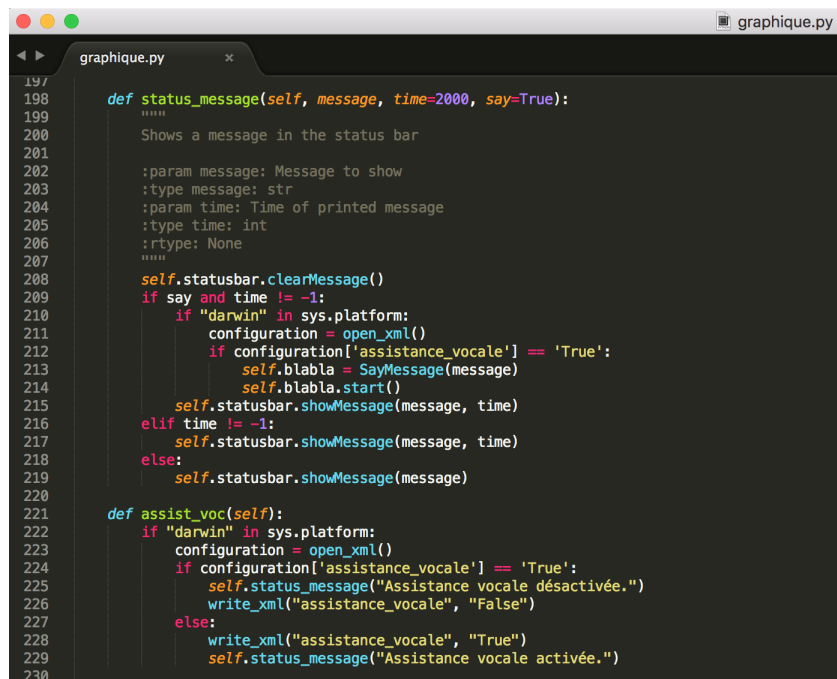 graphique.py
graphique.py ×
197
198 def status_message(self, message, time=2000, say=True):
199 """
200 Shows a message in the status bar
201
202 :param message: Message to show
203 :type message: str
204 :param time: Time of printed message
205 :type time: int
206 :rtype: None
207 """
208 self.statusbar.clearMessage()
209 if say and time != -1:
210 if "darwin" in sys.platform:
211 configuration = open_xml()
212 if configuration['assistance_vocale'] == 'True':
213 self.blabla = SayMessage(message)
214 self.blabla.start()
215 self.statusbar.showMessage(message, time)
216 elif time != -1:
217 self.statusbar.showMessage(message, time)
218 else:
219 self.statusbar.showMessage(message)
220
221 def assist_voc(self):
222 if "darwin" in sys.platform:
223 configuration = open_xml()
224 if configuration['assistance_vocale'] == 'True':
225 self.status_message("Assistance vocale désactivée.")
226 write_xml("assistance_vocale", "False")
227 else:
228 write_xml("assistance_vocale", "True")
229 self.status_message("Assistance vocale activée.")
230